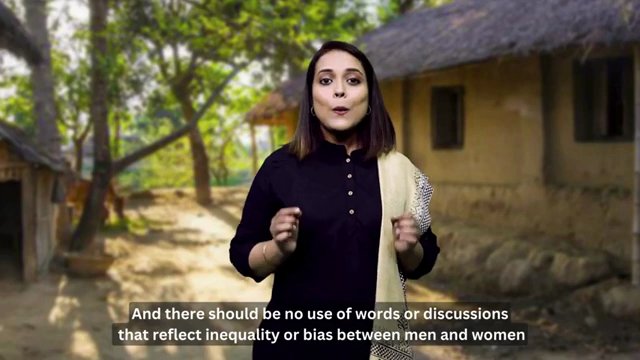 And there should be no use of words or discussions
that reflect inequality or bias between men and women